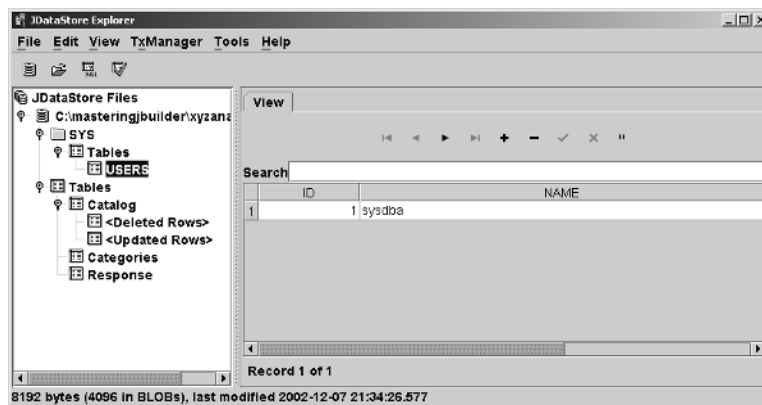 JDataStore Explorer
File Edit View TxManager Tools Help
JDataStore Files
C:\masteringjbuilder\xyzana
SYS
Tables
USERS
Tables
Catalog
<Deleted Rows>
<Updated Rows>
Categories
Response
View
Search
ID NAME
1 1 sysdba
Record 1 of 1
8192 bytes (4096 in BLOBs), last modified 2002-12-07 21:34:26.577